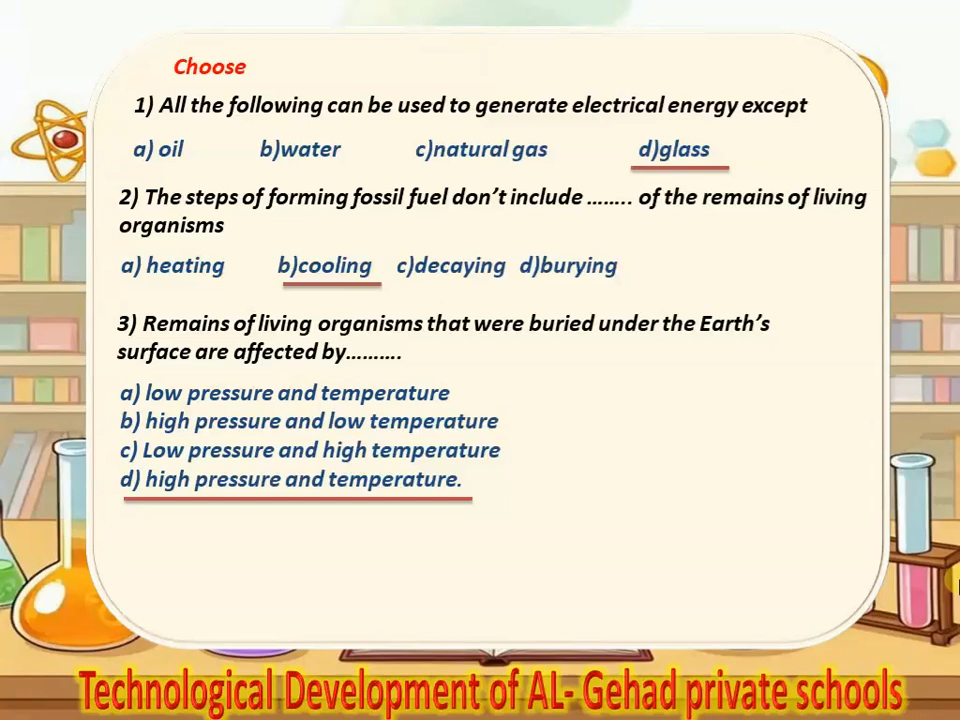 Choose
1) All the following can be used to generate electrical energy except
a) oil b)water c)natural gas d)glass
2) The steps of forming fossil fuel don’t include …….. of the remains of living
organisms
a) heating b)cooling c)decaying d)burying
3) Remains of living organisms that were buried under the Earth’s
surface are affected by……….
a) low pressure and temperature
b) high pressure and low temperature
c) Low pressure and high temperature
d) high pressure and temperature.
Technological Development of AL- Gehad private schools